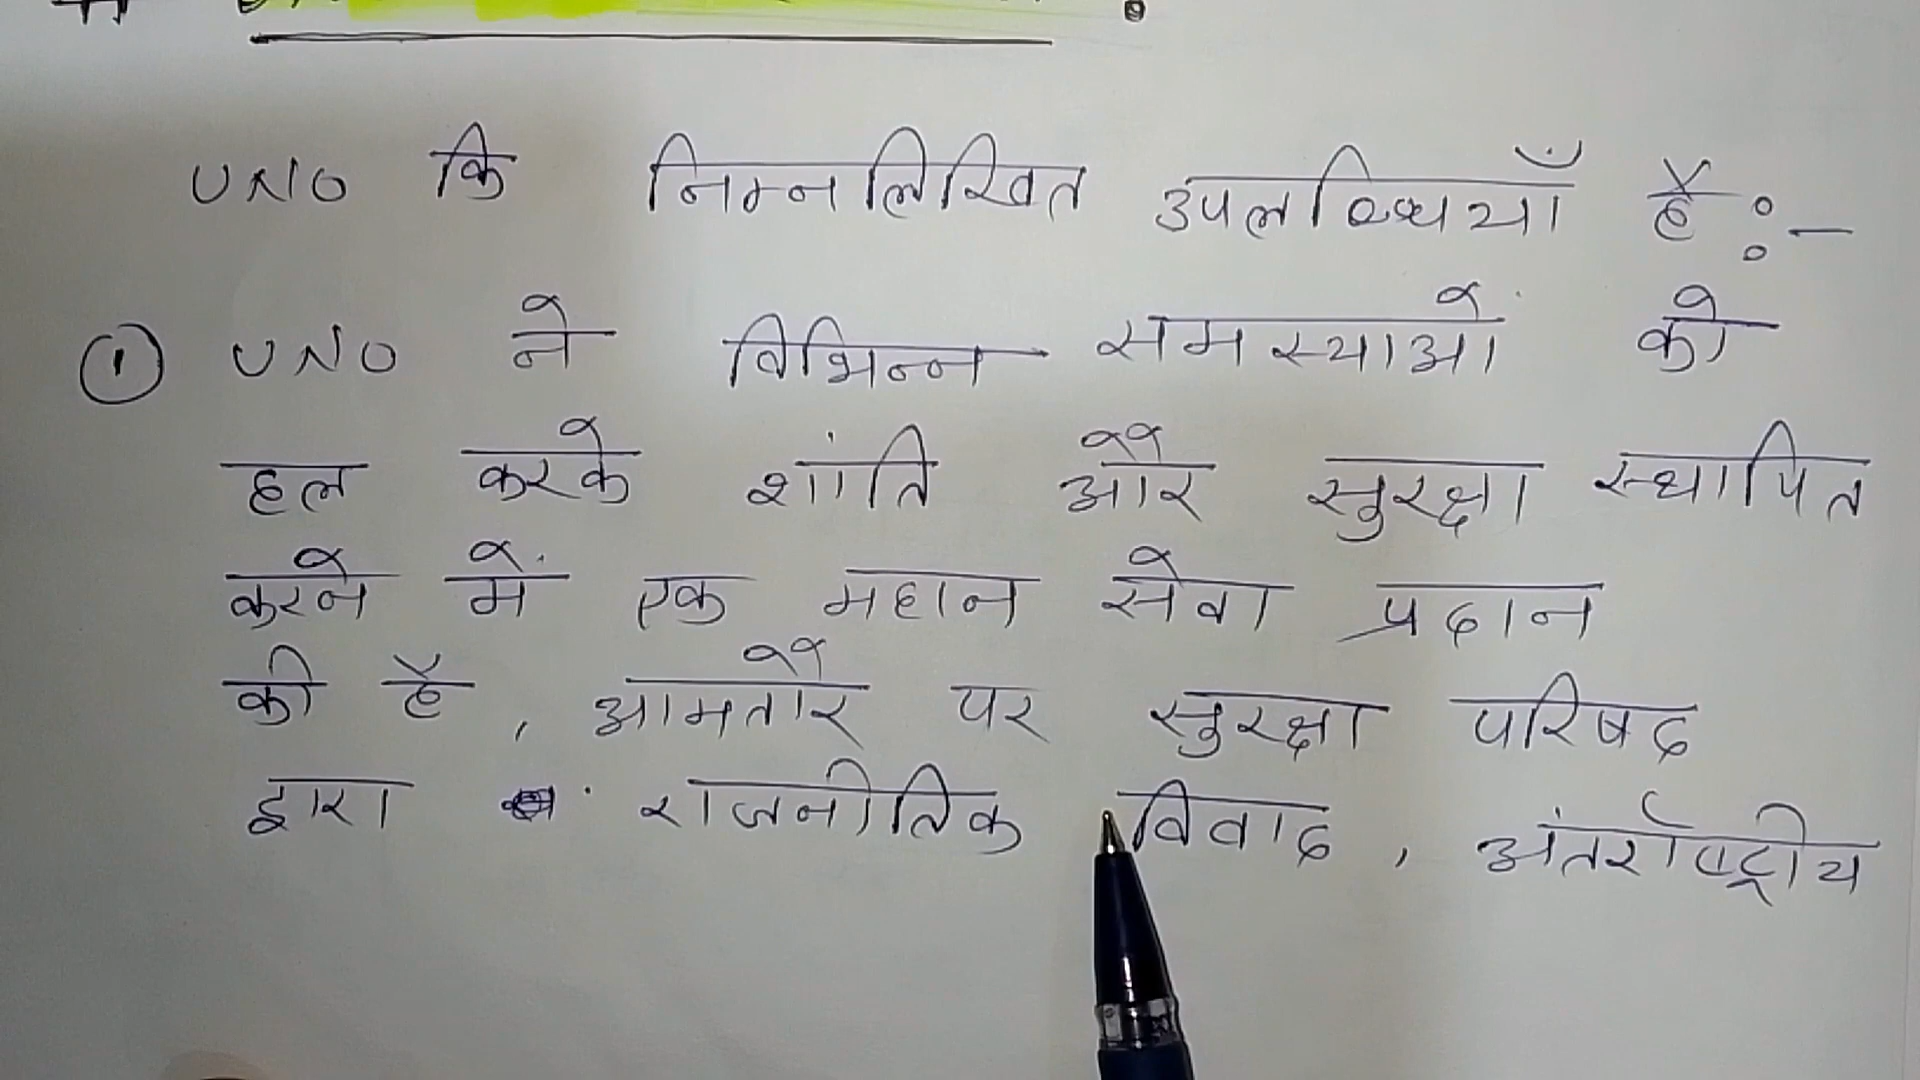 UNO कि निम्नलिखित उपलब्धियाँ हैं :-
① UNO ने विभिन्न समस्याओं को
हल करके शांति और सुरक्षा स्थापित
करने में एक महान सेवा प्रदान
की है , आमतौर पर सुरक्षा परिषद
द्वारा राजनीतिक विवाद , अंतर्राष्ट्रीय